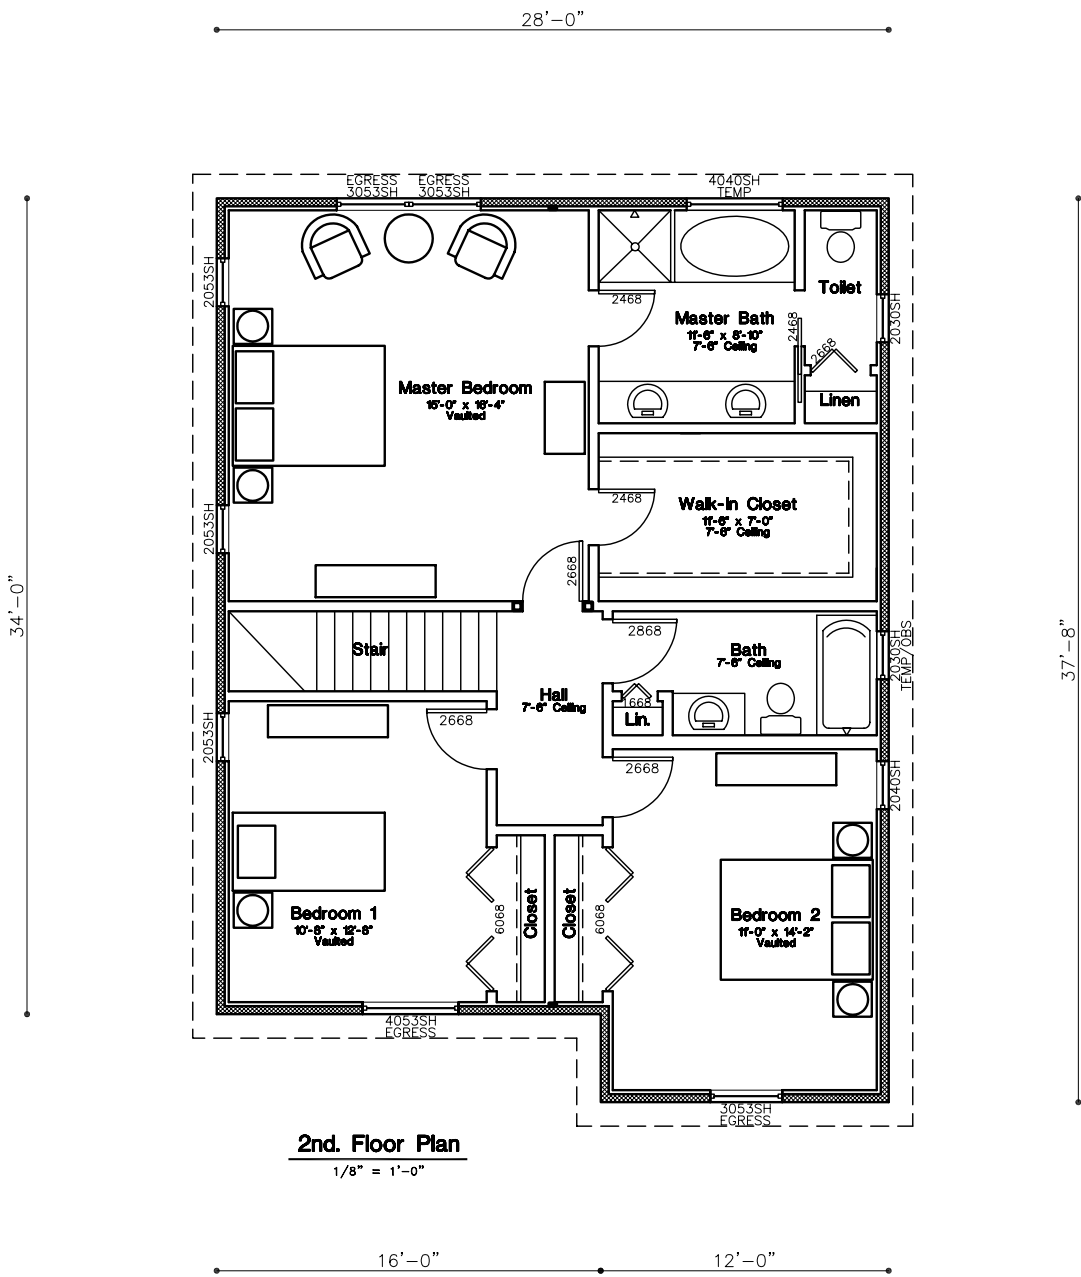 28'-0"
EGRESS EGRESS
3053SH 3053SH
4040SH
TEMP
2053SH
2468
Toilet
2030SH
Master Bath
11'-6" x 8'-10"
7'-6" Ceiling
2468
2668
Master Bedroom
15'-0" x 16'-4"
Vaulted
Linen
2468
Walk-In Closet
11'-6" x 7'-0"
7'-6" Ceiling
2053SH
2668
34'-0"
37'-8"
2868
Stair
Bath
7'-6" Ceiling
2030SH
TEMP/OBS
Hall
7'-6" Ceiling
1668
Lin.
2668
2053SH
2668
2040SH
Bedroom 1
10'-6" x 12'-6"
Vaulted
6068
Closet
Closet
6068
Bedroom 2
11'-0" x 14'-2"
Vaulted
4053SH
EGRESS
3053SH
EGRESS
2nd. Floor Plan
1/8" = 1'-0"
16'-0"
12'-0"